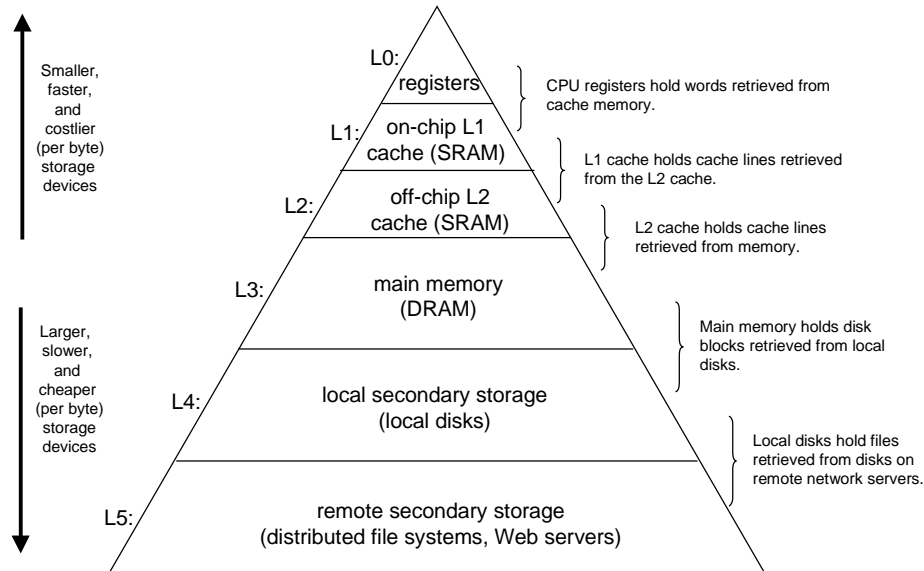 Smaller,
faster,
and
costlier
(per byte)
storage
devices
Larger,
slower,
and
cheaper
(per byte)
storage
devices
L0:
registers
L1:
on-chip L1
cache (SRAM)
L2:
off-chip L2
cache (SRAM)
L3:
main memory
(DRAM)
L4:
local secondary storage
(local disks)
L5:
remote secondary storage
(distributed file systems, Web servers)
CPU registers hold words retrieved from
cache memory.
L1 cache holds cache lines retrieved
from the L2 cache.
L2 cache holds cache lines
retrieved from memory.
Main memory holds disk
blocks retrieved from local
disks.
Local disks hold files
retrieved from disks on
remote network servers.